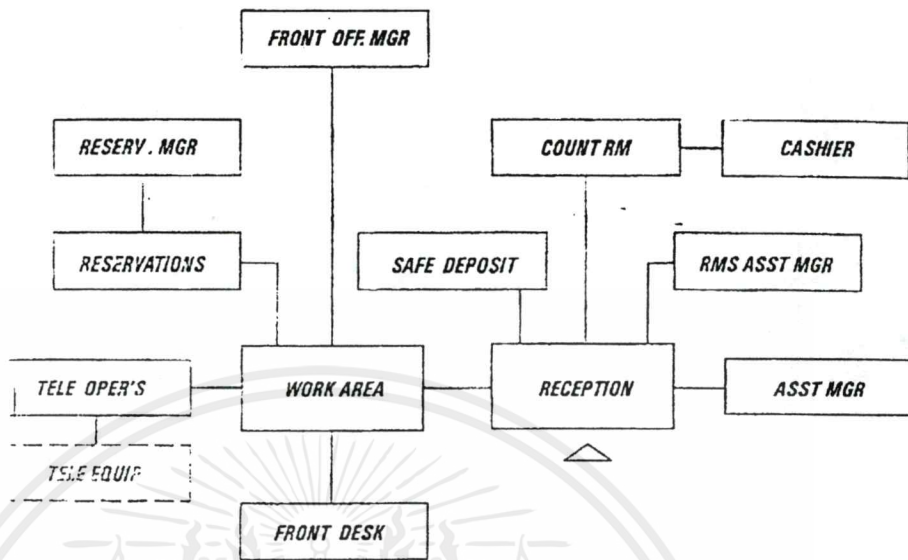 FRONT OFF. MGR
RESERV. MGR
COUNT RM
CASHIER
RESERVATIONS
SAFE DEPOSIT
RMS ASST MGR
TELE OPER'S
WORK AREA
RECEPTION
ASST MGR
TELE EQUIP
FRONT DESK